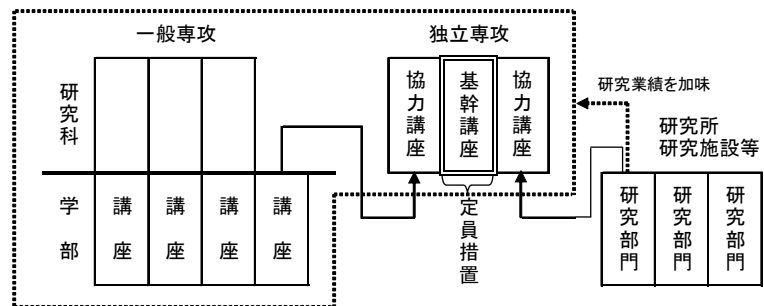 一般専攻
独立専攻
研究科
協力講座
基幹講座
協力講座
研究業績を加味
研究所
研究施設等
学部
講座
講座
講座
講座
定員措置
研究部門
研究部門
研究部門